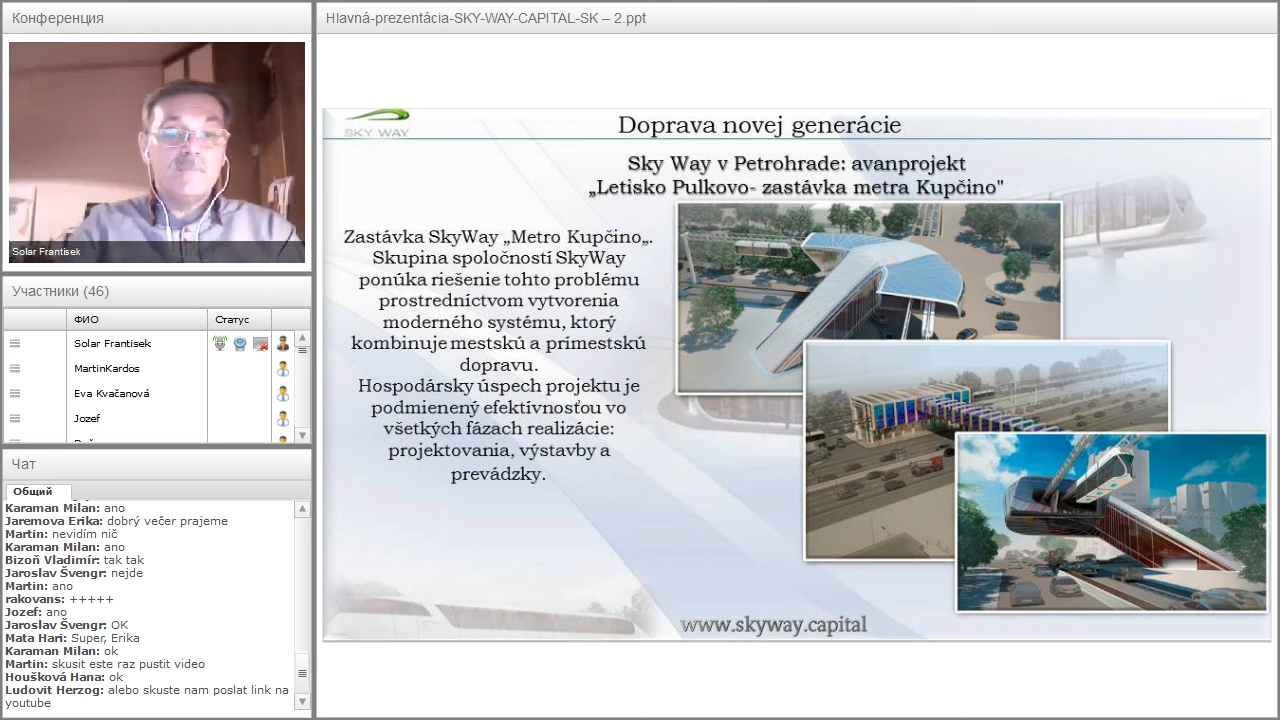 Конференция
Solar Frantisek
Участники (46)
ФИО
Статус
Solar Frantisek
MartinKardos
Eva Kvačanová
Jozef
Чат
Общий
Karaman Milan: ano
Jaremova Erika: dobrý večer prajeme
Martin: nevidím nič
Karaman Milan: ano
Bizoň Vladimír: tak tak
Jaroslav Švengr: nejde
Martin: ano
rakovans: +++++
Jozef: ano
Jaroslav Švengr: OK
Mata Hari: Super, Erika
Karaman Milan: ok
Martin: skusit este raz pustit video
Houšková Hana: ok
Ludovit Herzog: alebo skuste nam poslat link na
youtube
Hlavná-prezentácia-SKY-WAY-CAPITAL-SK – 2.ppt
SKY WAY
Doprava novej generácie
Sky Way v Petrohrade: avanprojekt
„Letisko Pulkovo- zastávka metra Kupčino"
Zastávka SkyWay „Metro Kupčino„.
Skupina spoločností SkyWay
ponúka riešenie tohto problému
prostredníctvom vytvorenia
moderného systému, ktorý
kombinuje mestskú a prímestskú
dopravu.
Hospodársky úspech projektu je
podmienený efektívnosťou vo
všetkých fázach realizácie:
projektovania, výstavby a
prevádzky.
www.skyway.capital